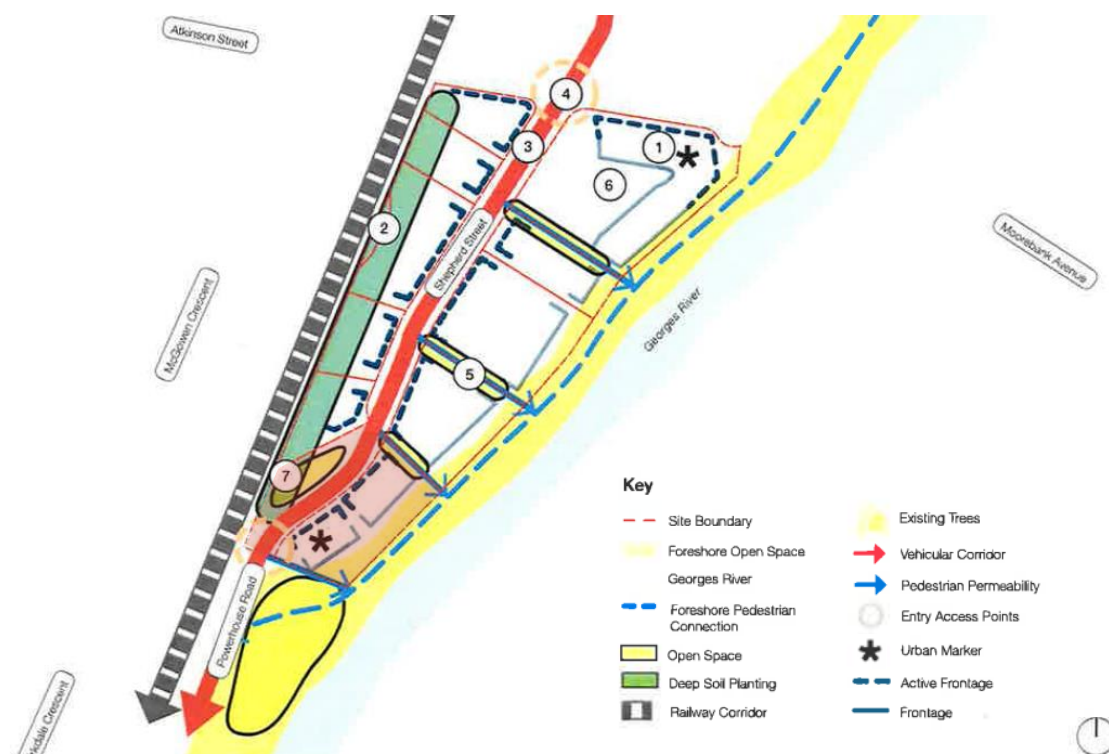 Atkinson Street
4
3
1
6
2
Shepherd Street
Moorebank Avenue
McGowen Crescent
Georges River
5
7
Powerhouse Road
Key
Site Boundary
Foreshore Open Space
Georges River
Foreshore Pedestrian
Connection
Open Space
Deep Soil Planting
Railway Corridor
Existing Trees
Vehicular Corridor
Pedestrian Permeability
Entry Access Points
Urban Marker
Active Frontage
Frontage
Crescent